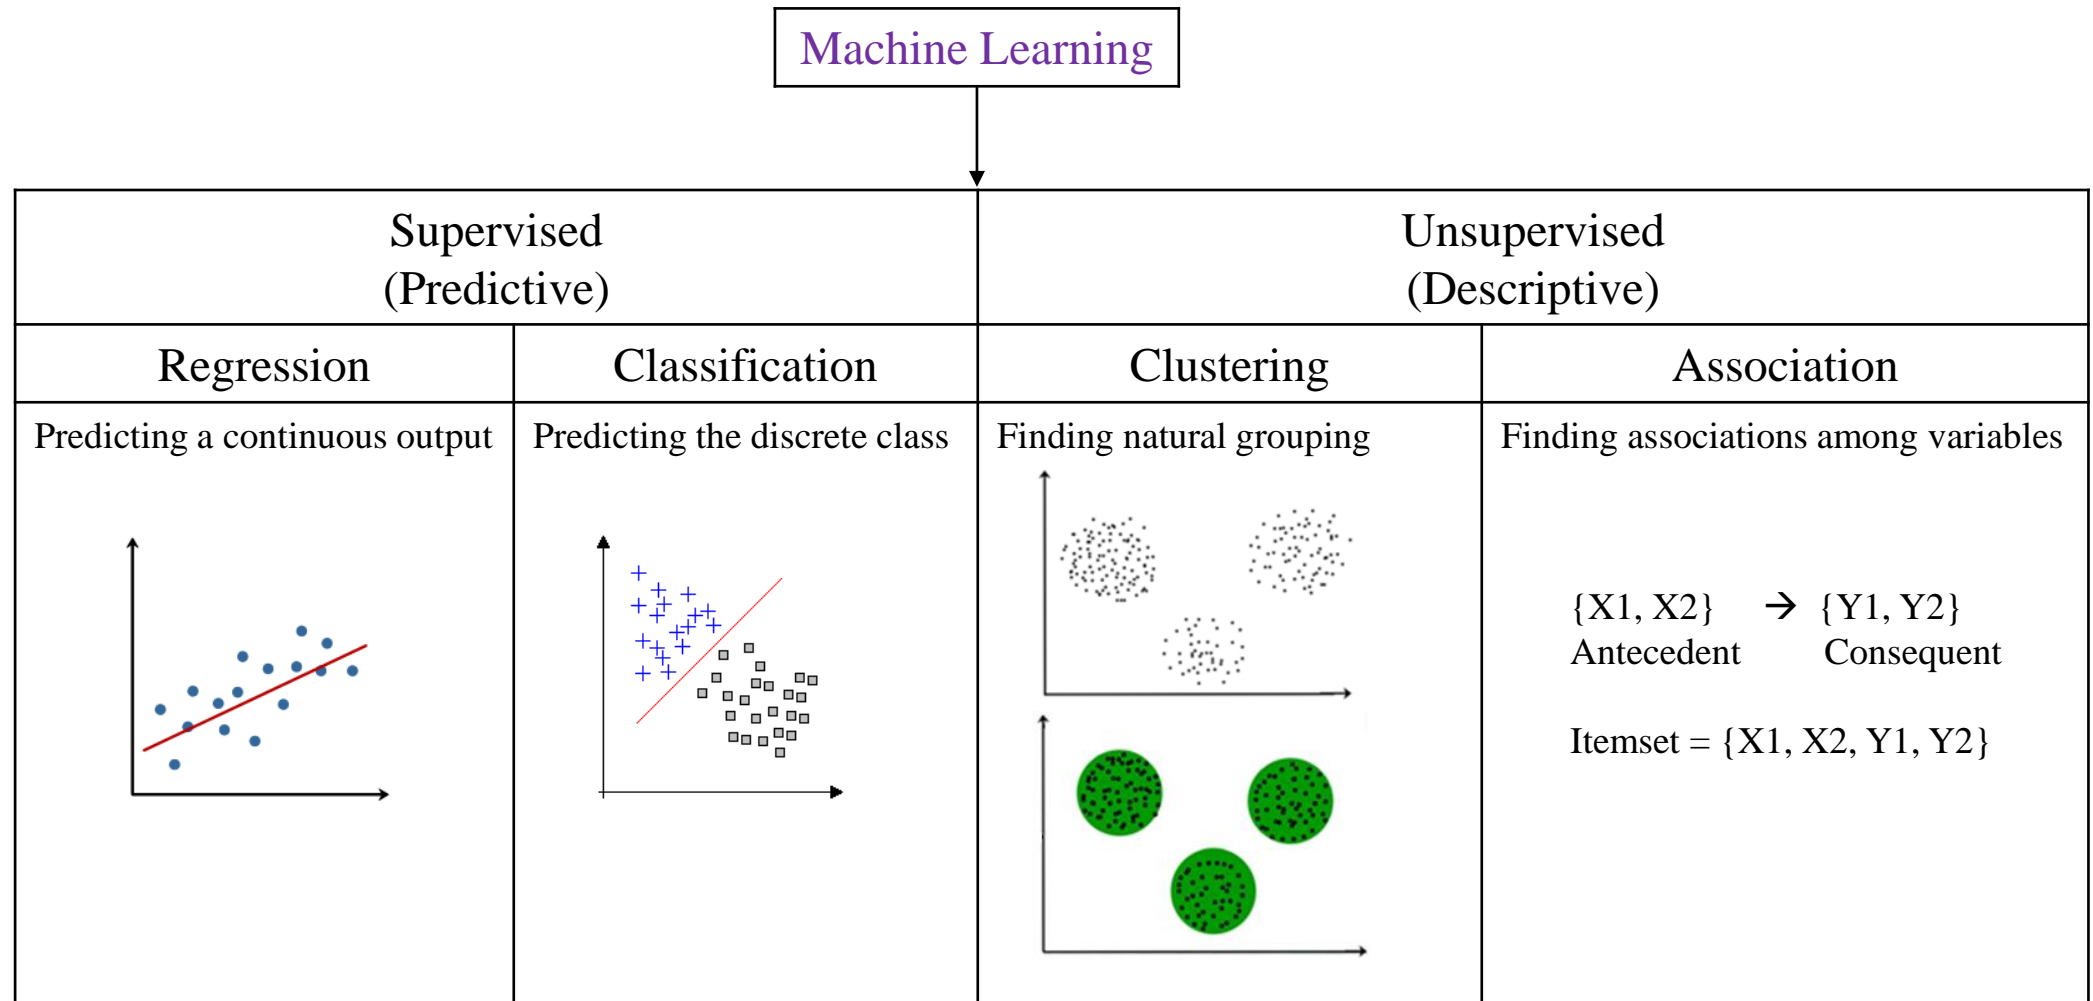 Machine Learning
Supervised
(Predictive)
Unsupervised
(Descriptive)
Regression
Classification
Clustering
Association
Predicting a continuous output
Predicting the discrete class
Finding natural grouping
Finding associations among variables
{X1, X2} → {Y1, Y2}
Antecedent Consequent
Itemset = {X1, X2, Y1, Y2}